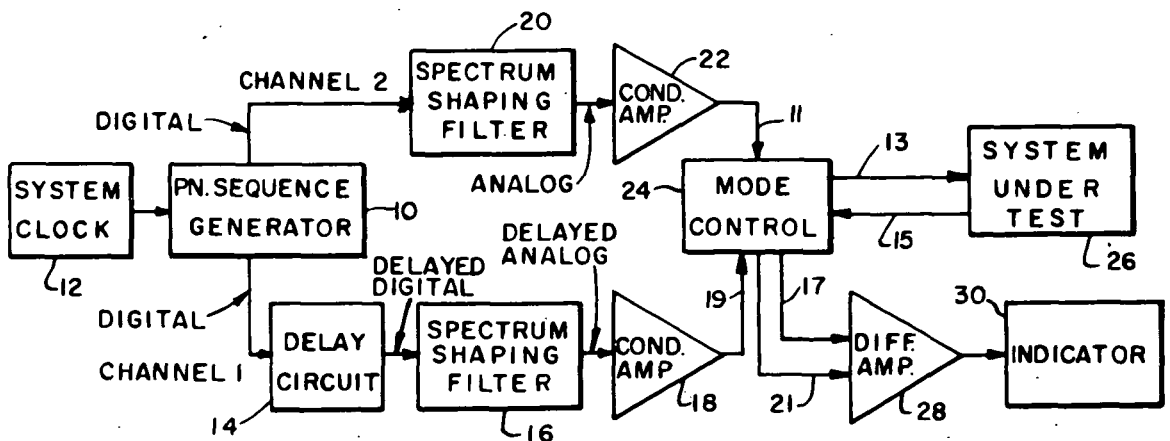 20
SPECTRUM
SHAPING
FILTER
22
COND.
AMP.
CHANNEL 2
DIGITAL
ANALOG
11
SYSTEM
CLOCK
12
PN. SEQUENCE
GENERATOR
10
24
MODE
CONTROL
13
15
SYSTEM
UNDER
TEST
26
DIGITAL
CHANNEL 1
DELAY
CIRCUIT
14
DELAYED
DIGITAL
SPECTRUM
SHAPING
FILTER
16
DELAYED
ANALOG
COND.
AMP
18
19
17
21
DIFF.
AMP.
28
30
INDICATOR